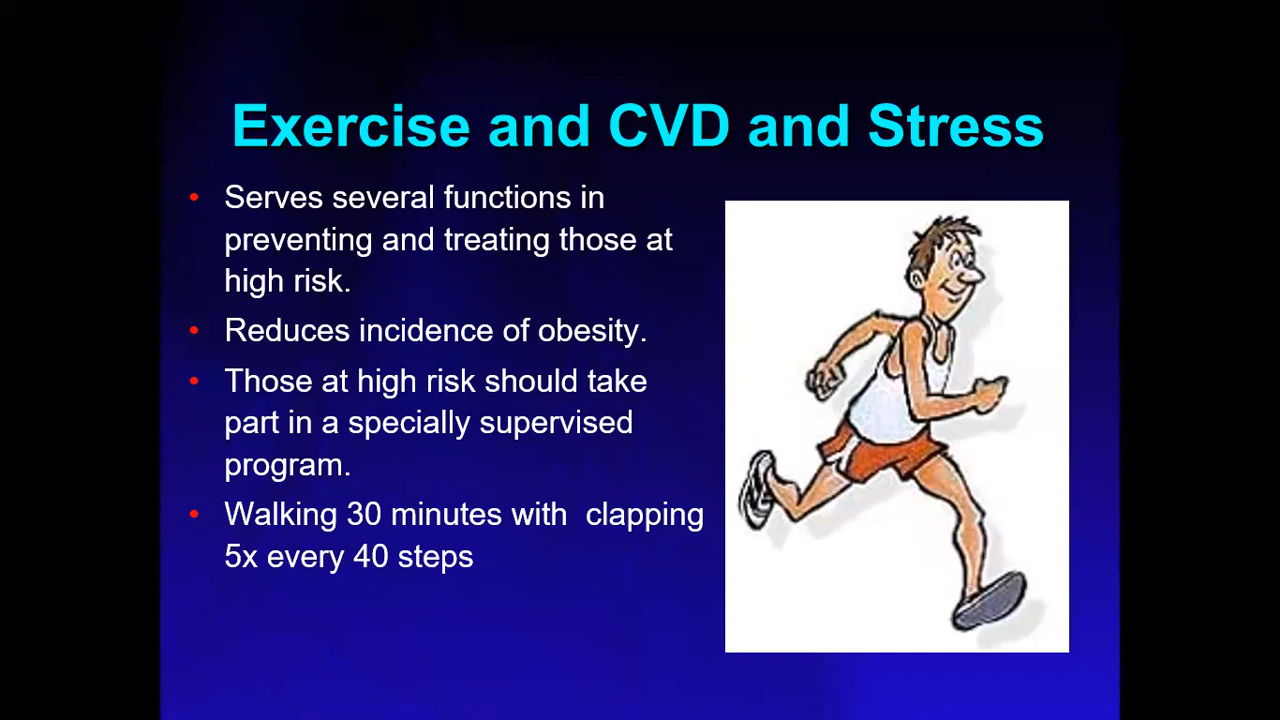 Exercise and CVD and Stress
• Serves several functions in
preventing and treating those at
high risk.
• Reduces incidence of obesity.
• Those at high risk should take
part in a specially supervised
program.
• Walking 30 minutes with  clapping
5x every 40 steps